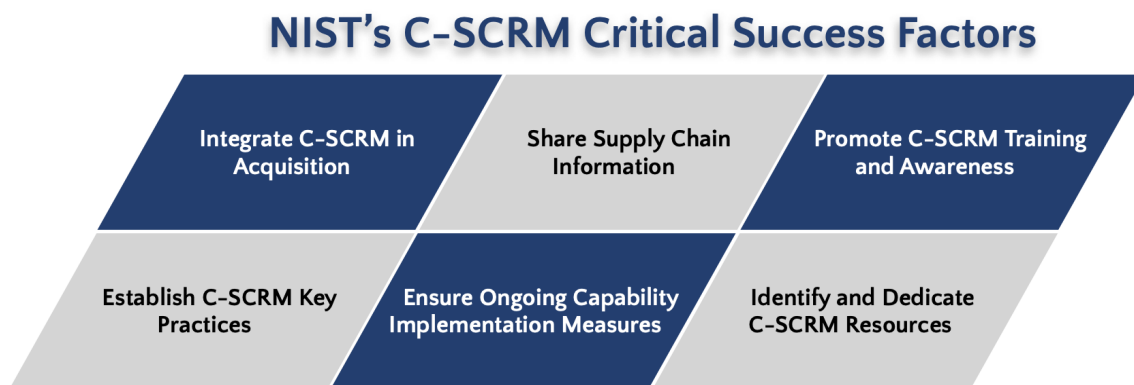 NIST’s C-SCRM Critical Success Factors
Integrate C-SCRM in
Acquisition
Share Supply Chain
Information
Promote C-SCRM Training
and Awareness
Establish C-SCRM Key
Practices
Ensure Ongoing Capability
Implementation Measures
Identify and Dedicate
C-SCRM Resources